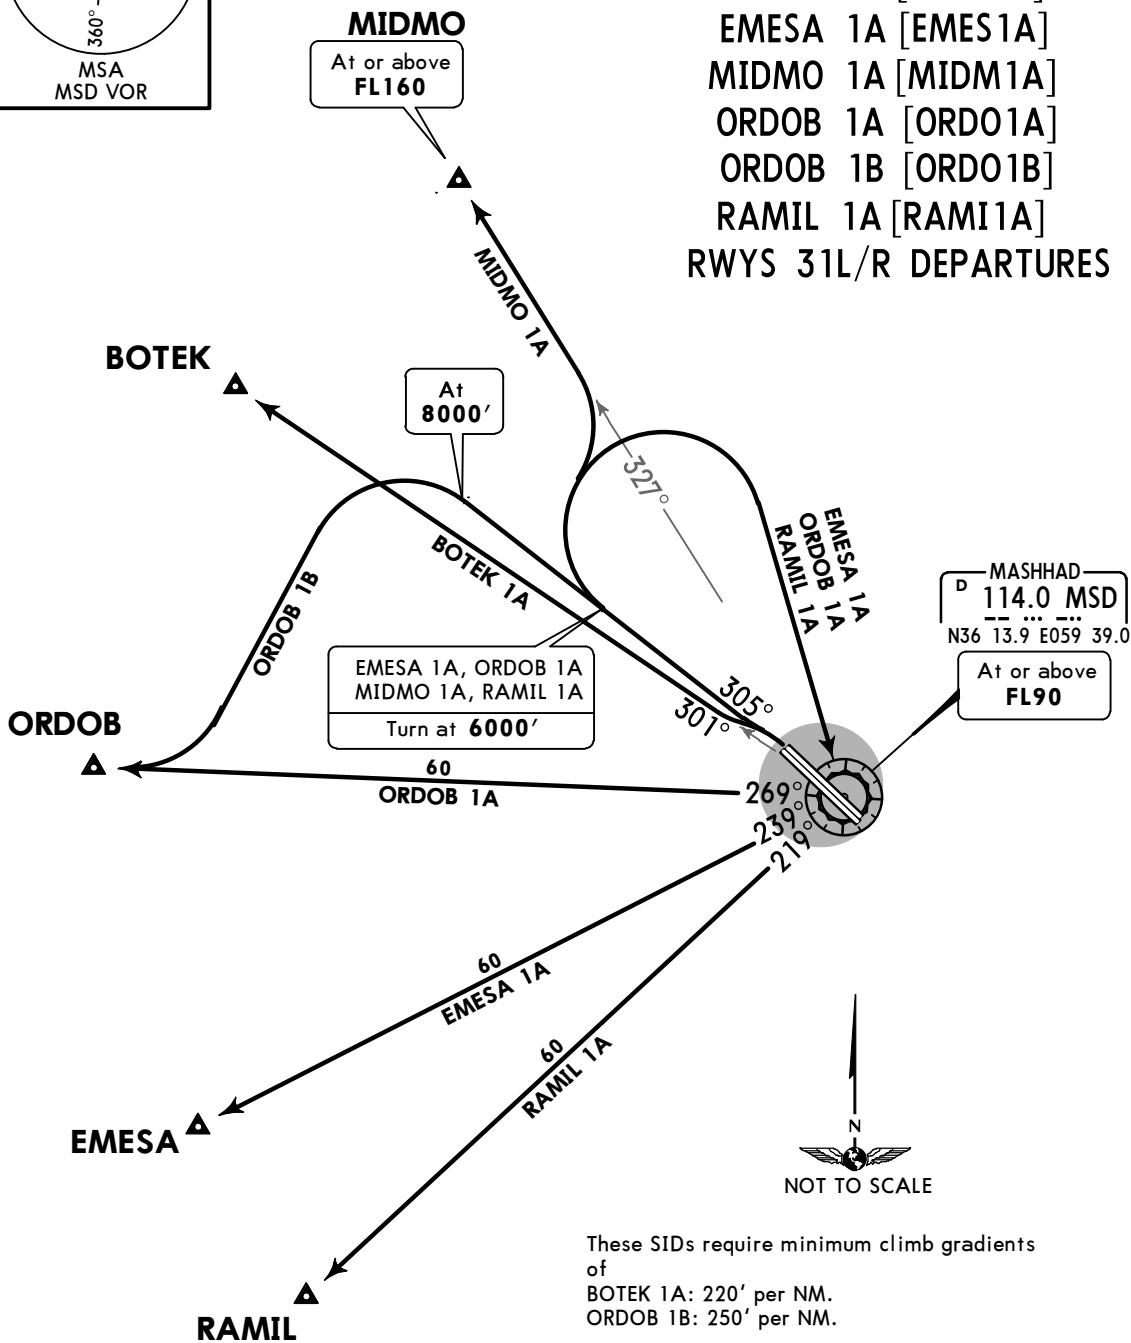 360°
MSA
MSD VOR
MIDMO
At or above
FL160
EMESA 1A [EMES1A]
MIDMO 1A [MIDM1A]
ORDOB 1A [ORDO1A]
ORDOB 1B [ORDO1B]
RAMIL 1A [RAMI1A]
RWYS 31L/R DEPARTURES
MIDMO 1A
BOTEK
At
8000'
327°
BOTEK 1A
EMESA 1A
ORDOB 1A
RAMIL 1A
MASHHAD
D 114.0 MSD
N36 13.9 E059 39.0
At or above
FL90
ORDOB 1B
EMESA 1A, ORDOB 1A
MIDMO 1A, RAMIL 1A
Turn at 6000'
305°
301°
ORDOB
60
ORDOB 1A
269°
239°
219°
60
EMESA 1A
60
RAMIL 1A
EMESA
N
NOT TO SCALE
RAMIL
These SIDs require minimum climb gradients
of
BOTEK 1A: 220' per NM.
ORDOB 1B: 250' per NM.